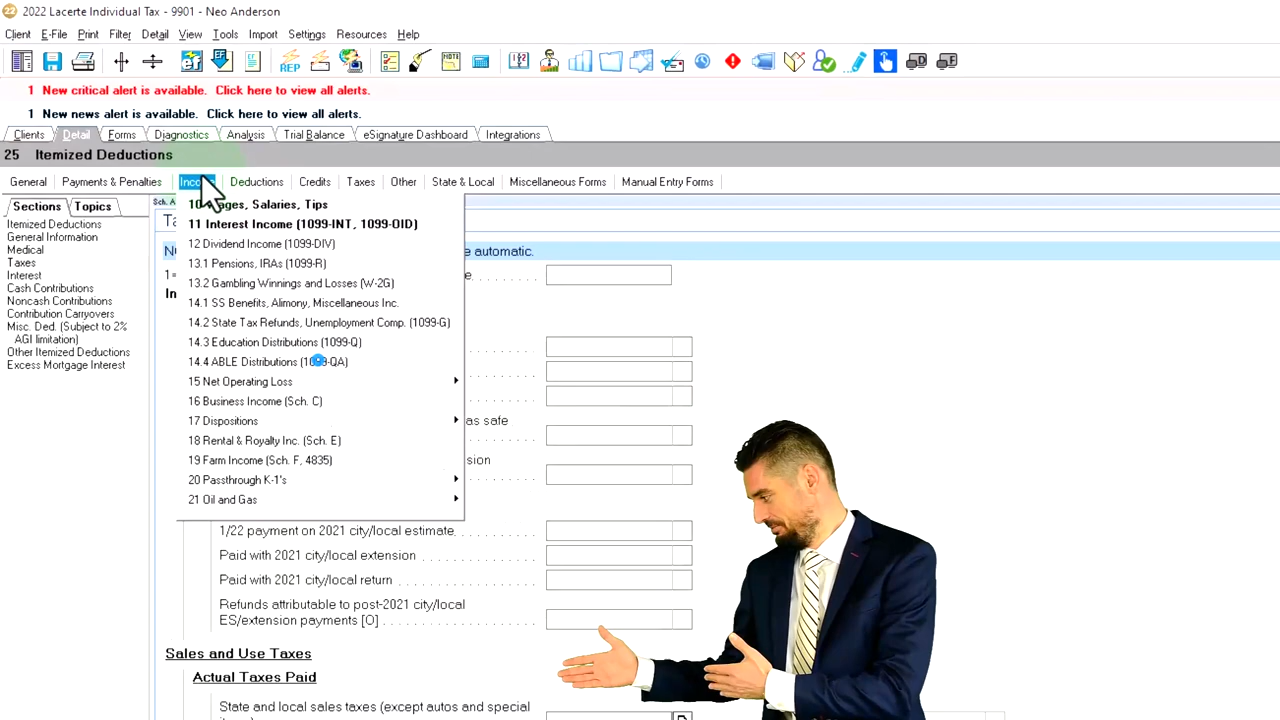 22 2022 Lacerte Individual Tax - 9901 - Neo Anderson
Client E-File Print Filter Detail View Tools Import Settings Resources Help
1 New critical alert is available. Click here to view all alerts.
1 New news alert is available. Click here to view all alerts.
Clients Detail Forms Diagnostics Analysis Trial Balance eSignature Dashboard Integrations
25 Itemized Deductions
General Payments & Penalties Deductions Credits Taxes Other State & Local Miscellaneous Forms Manual Entry Forms
Sections Topics
Itemized Deductions
General Information
Medical
Taxes
Interest
Cash Contributions
Noncash Contributions
Contribution Carryovers
Misc. Ded. (Subject to 2%
AGI limitation)
Other Itemized Deductions
Excess Mortgage Interest
Salaries, Tips
11 Interest Income (1099-INT, 1099-OID)
12 Dividend Income (1099-DIV)
13.1 Pensions, IRAs (1099-R)
13.2 Gambling Winnings and Losses (W-2G)
14.1 SS Benefits, Alimony, Miscellaneous Inc.
14.2 State Tax Refunds, Unemployment Comp. (1099-G)
14.3 Education Distributions (1099-Q)
14.4 ABLE Distributions
15 Net Operating Loss
16 Business Income (Sch. C)
17 Dispositions
18 Rental & Royalty Inc. (Sch. E)
19 Farm Income (Sch. F, 4835)
20 Passthrough K-1's
21 Oil and Gas
Sch. A
automatic.
1=
as safe
1/22 payment on 2021 city/local estimate
Paid with 2021 city/local extension
Paid with 2021 city/local return
Refunds attributable to post-2021 city/local
ES/extension payments [O]
Sales and Use Taxes
Actual Taxes Paid
State and local sales taxes (except autos and special